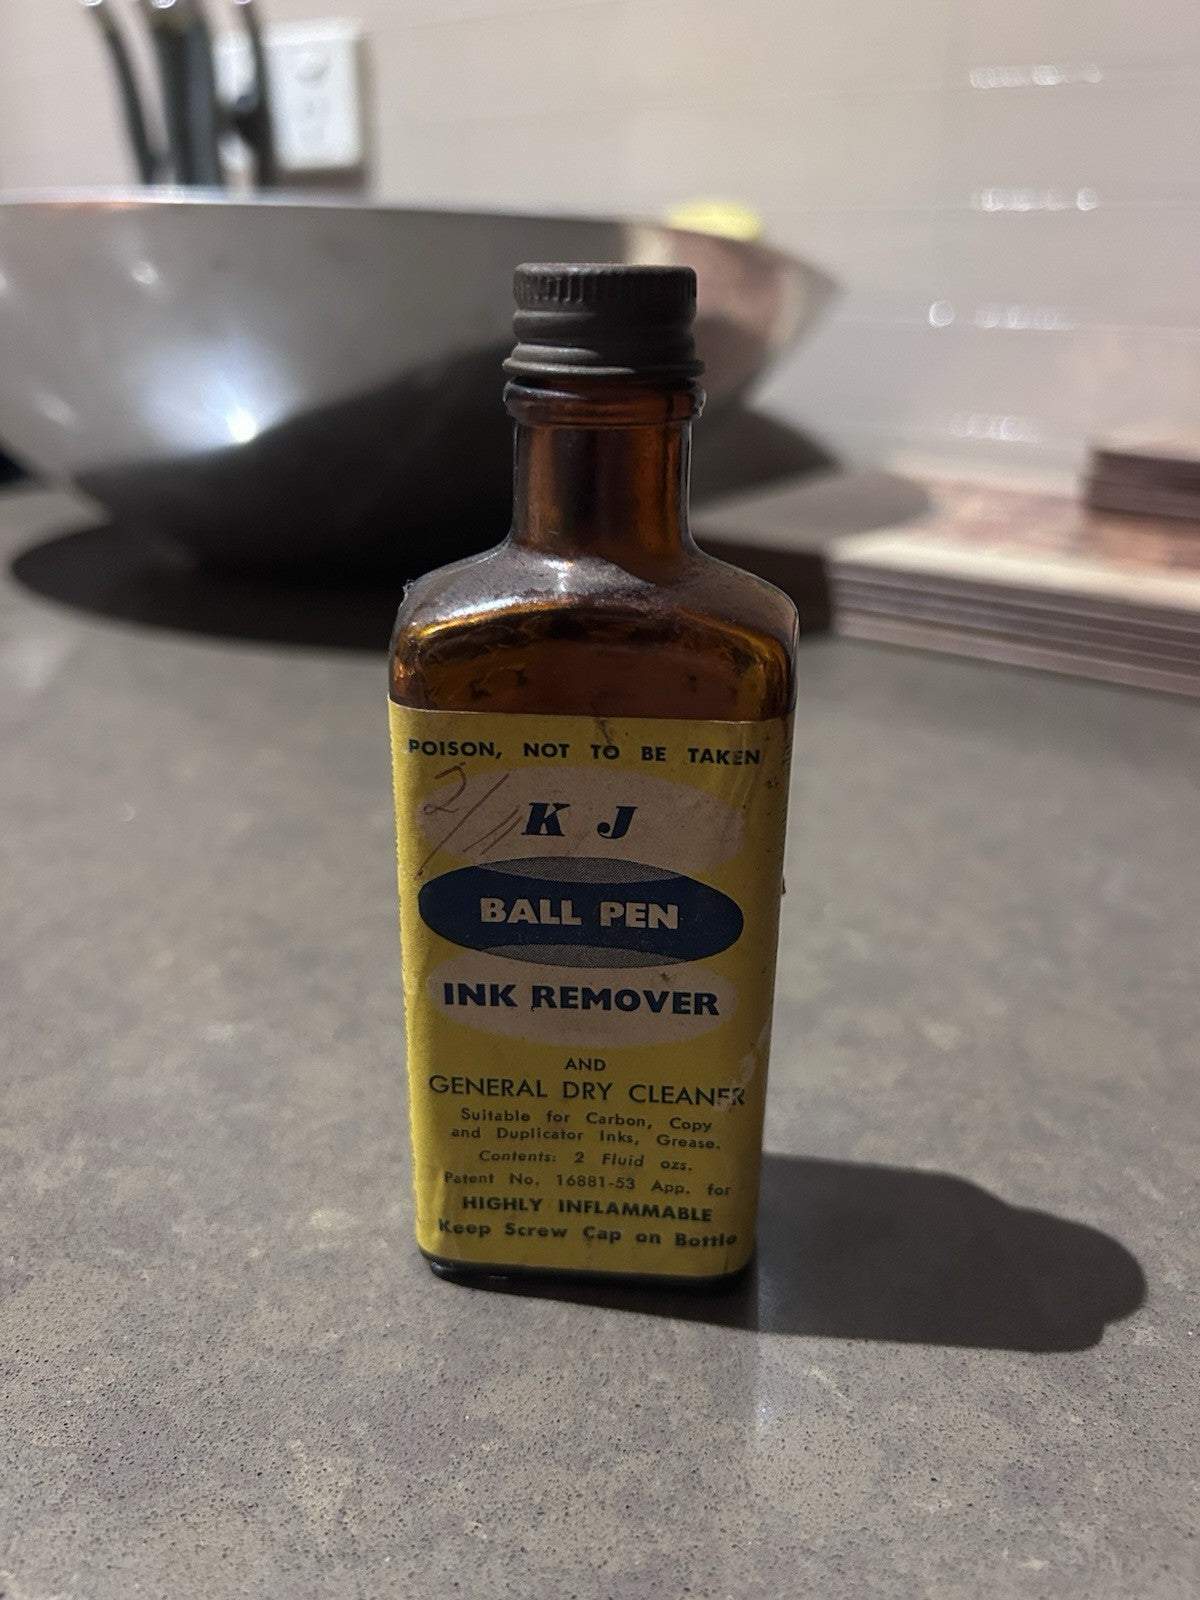 POISON, NOT TO BE TAKEN
2/11
K J
BALL PEN
INK REMOVER
AND
GENERAL DRY CLEANER
Suitable for Carbon, Copy
and Duplicator Inks, Grease.
Contents: 2 Fluid ozs.
Patent No. 16881-53 App. for
HIGHLY INFLAMMABLE
Keep Screw Cap on Bottle